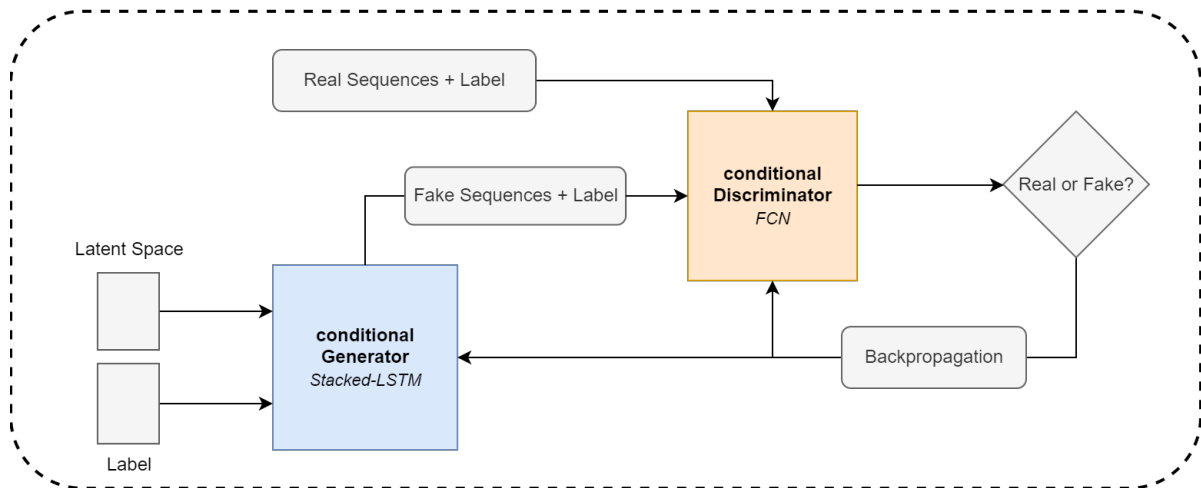 Real Sequences + Label
Fake Sequences + Label
conditional
Discriminator
FCN
Real or Fake?
Latent Space
Label
conditional
Generator
Stacked-LSTM
Backpropagation